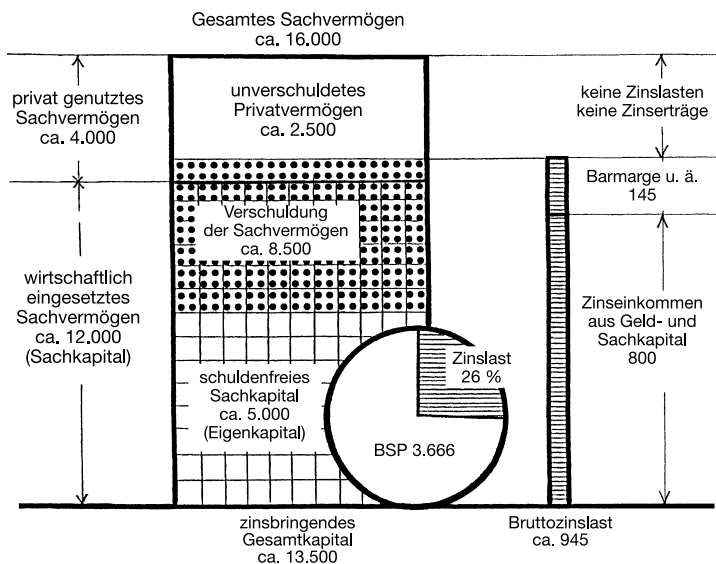 Gesamtes Sachvermögen
ca. 16.000
privat genutztes
Sachvermögen
ca. 4.000
unverschuldetes
Privatvermögen
ca. 2.500
keine Zinslasten
keine Zinserträge
Barmarge u. ä.
145
Verschuldung
der Sachvermögen
ca. 8.500
wirtschaftlich
eingesetztes
Sachvermögen
ca. 12.000
(Sachkapital)
Zinseinkommen
aus Geld- und
Sachkapital
800
Zinslast
26 %
schuldenfreies
Sachkapital
ca. 5.000
(Eigenkapital)
BSP 3.666
zinsbringendes
Gesamtkapital
ca. 13.500
Bruttozinslast
ca. 945